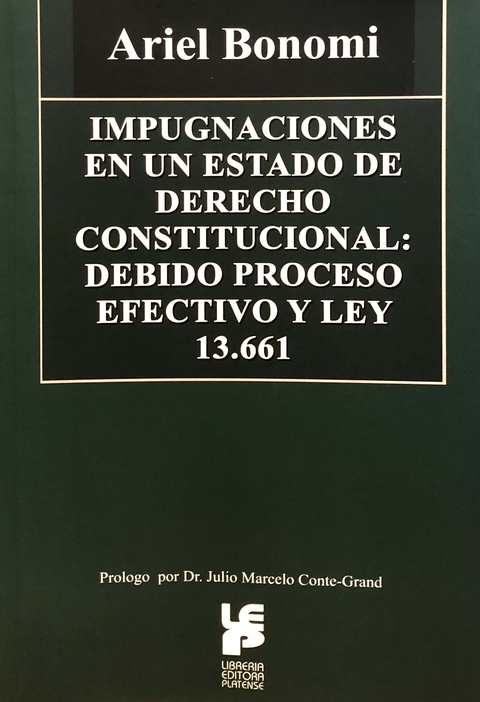 Ariel Bonomi
IMPUGNACIONES
EN UN ESTADO DE
DERECHO
CONSTITUCIONAL:
DEBIDO PROCESO
EFECTIVO Y LEY
13.661
Prologo por Dr. Julio Marcelo Conte-Grand
LEP
LIBRERIA
EDITORA
PLATENSE